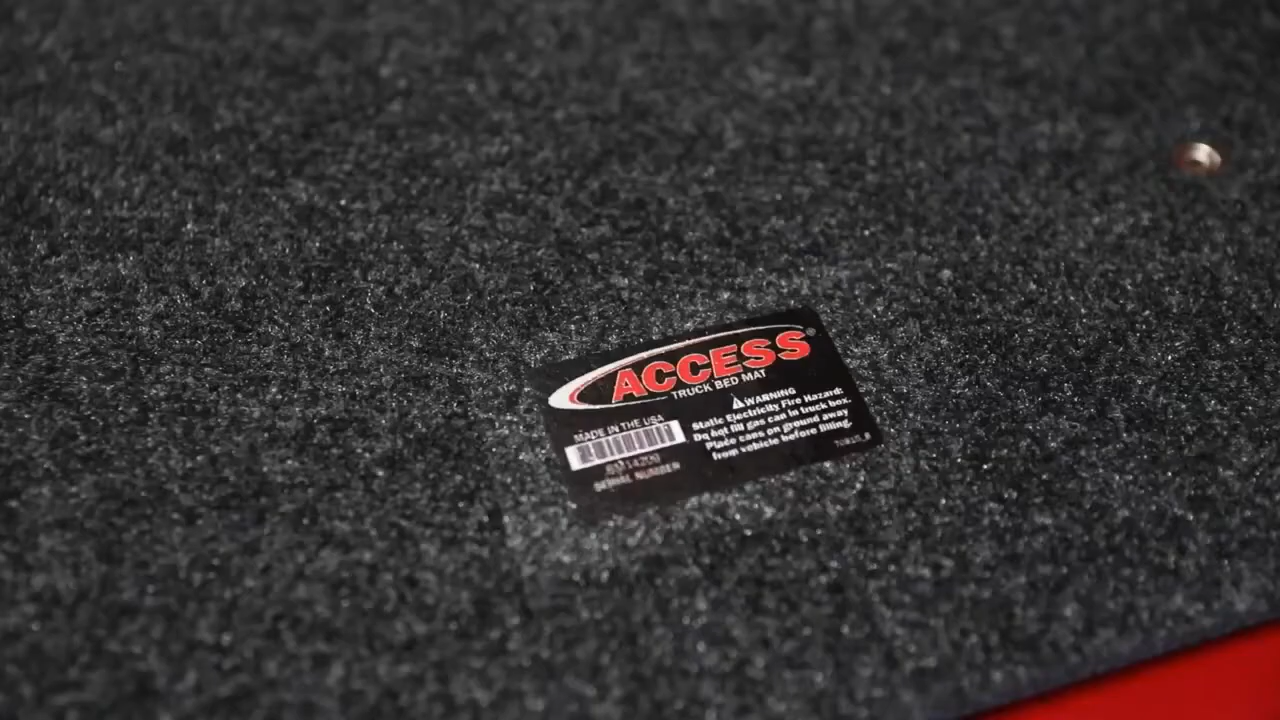 ACCESS®
TRUCK BED MAT
WARNING
Static Electricity Fire Hazard:
Do not fill gas can in truck box.
Place cans on ground away
from vehicle before filling.
MADE IN THE USA
SERIAL NUMBER